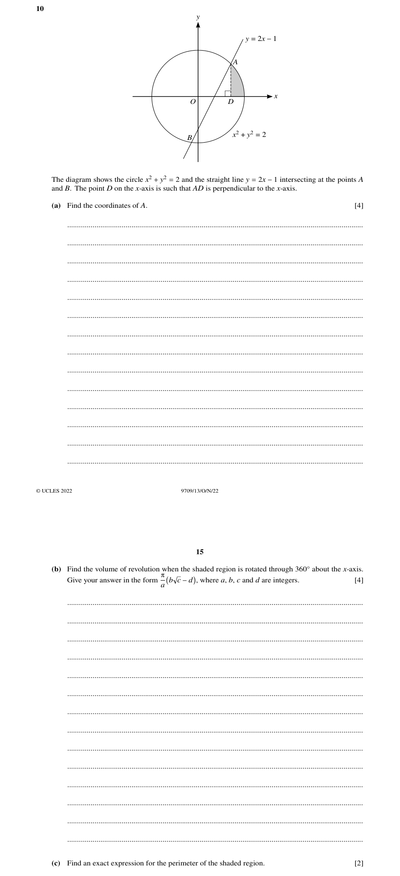 10
y
y = 2x − 1
A
O
D
x
B
x² + y² = 2
The diagram shows the circle x² + y² = 2 and the straight line y = 2x − 1 intersecting at the points A
and B. The point D on the x-axis is such that AD is perpendicular to the x-axis.
(a) Find the coordinates of A. [4]
© UCLES 2022 9709/13/O/N/22
15
(b) Find the volume of revolution when the shaded region is rotated through 360° about the x-axis.
Give your answer in the form π/a (b√c − d), where a, b, c and d are integers. [4]
(c) Find an exact expression for the perimeter of the shaded region. [2]